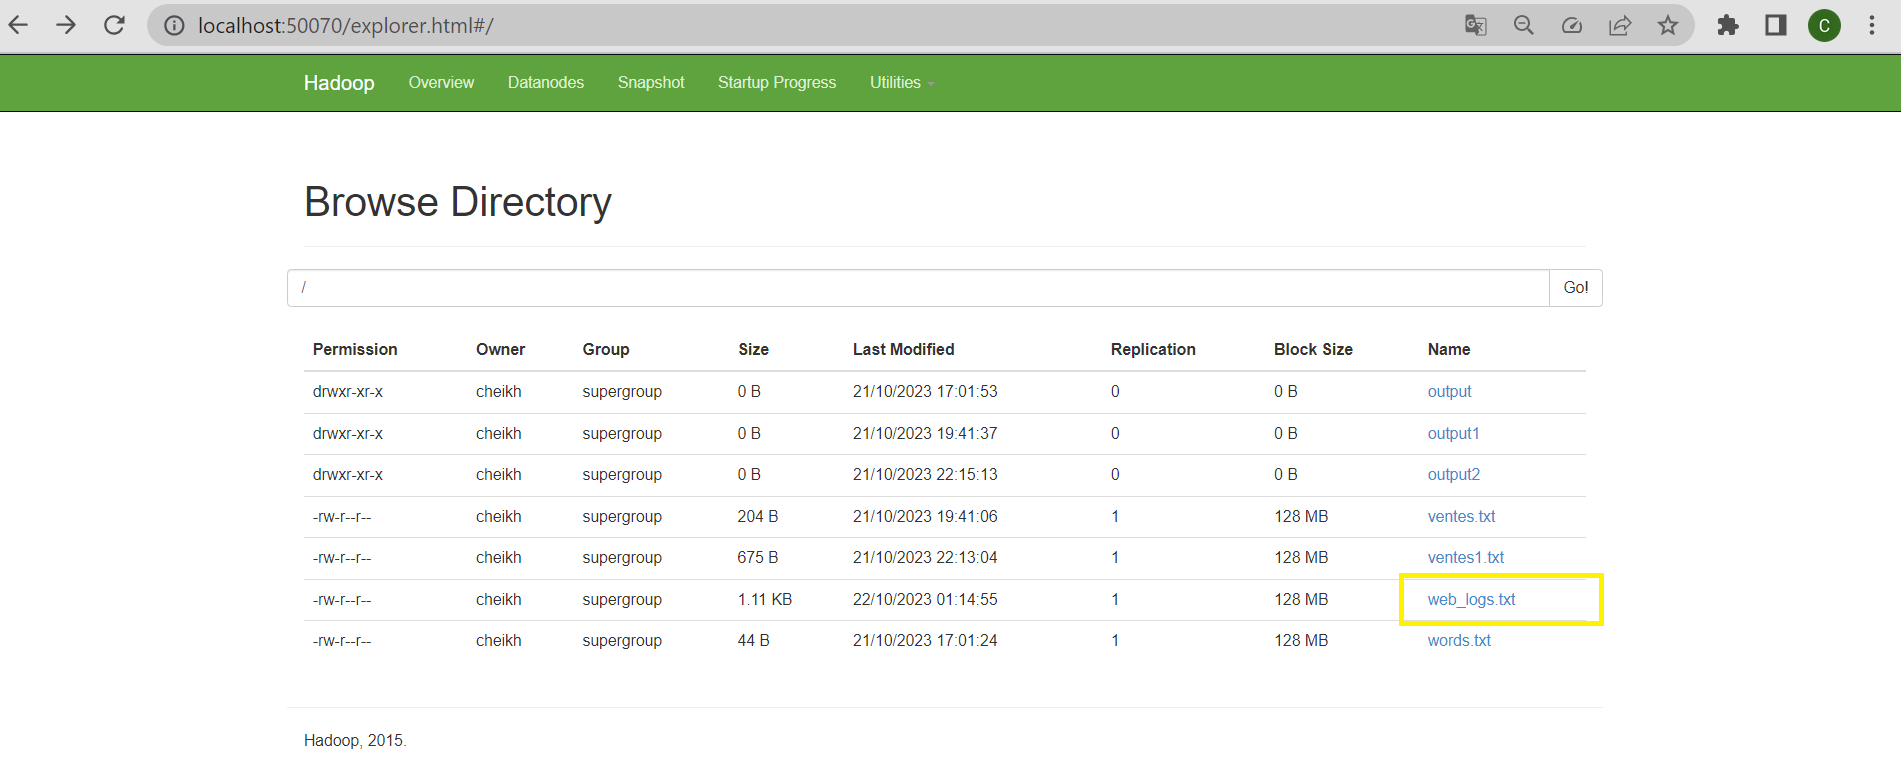 localhost:50070/explorer.html#/
C
Hadoop Overview Datanodes Snapshot Startup Progress Utilities
Browse Directory
/ Go!
Permission Owner Group Size Last Modified Replication Block Size Name
drwxr-xr-x cheikh supergroup 0 B 21/10/2023 17:01:53 0 0 B output
drwxr-xr-x cheikh supergroup 0 B 21/10/2023 19:41:37 0 0 B output1
drwxr-xr-x cheikh supergroup 0 B 21/10/2023 22:15:13 0 0 B output2
-rw-r--r-- cheikh supergroup 204 B 21/10/2023 19:41:06 1 128 MB ventes.txt
-rw-r--r-- cheikh supergroup 675 B 21/10/2023 22:13:04 1 128 MB ventes1.txt
-rw-r--r-- cheikh supergroup 1.11 KB 22/10/2023 01:14:55 1 128 MB web_logs.txt
-rw-r--r-- cheikh supergroup 44 B 21/10/2023 17:01:24 1 128 MB words.txt
Hadoop, 2015.